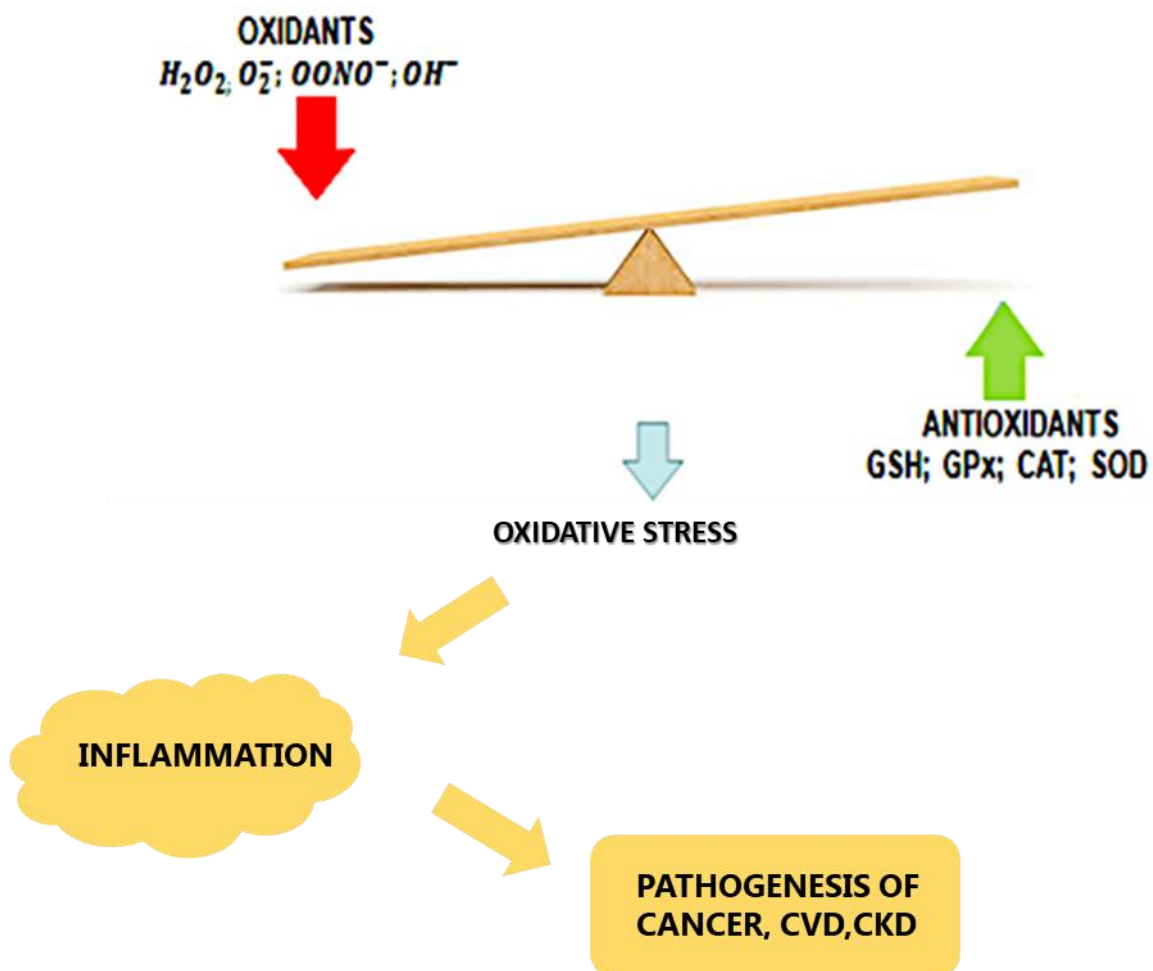 OXIDANTS
H₂O₂; O₂⁻; OONO⁻; OH⁻
ANTIOXIDANTS
GSH; GPx; CAT; SOD
OXIDATIVE STRESS
INFLAMMATION
PATHOGENESIS OF
CANCER, CVD,CKD